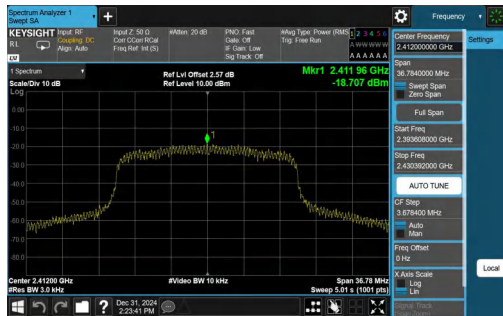 Spectrum Analyzer 1
Swept SA
Frequency
Settings
KEYSIGHT
RL
Input: RF
Coupling: DC
Align: Auto
Input Z: 50 Ω
Corr CCorr RCal
Freq Ref: Int (S)
#Atten: 20 dB
PNO: Fast
Gate: Off
IF Gain: Low
Sig Track: Off
#Avg Type: Power (RMS
Trig: Free Run
1 2 3 4 5 6
A W W W W W
A A A A A A
LV
1 Spectrum
Scale/Div 10 dB
Log
Ref Lvl Offset 2.57 dB
Ref Level 10.00 dBm
Mkr1 2.411 96 GHz
-18.707 dBm
1
0.00
-10.0
-20.0
-30.0
-40.0
-50.0
-60.0
-70.0
-80.0
Center 2.41200 GHz
#Res BW 3.0 kHz
#Video BW 10 kHz
Span 36.78 MHz
Sweep 5.01 s (1001 pts)
Center Frequency
2.412000000 GHz
Span
36.7840000 MHz
Swept Span
Zero Span
Full Span
Start Freq
2.393608000 GHz
Stop Freq
2.430392000 GHz
AUTO TUNE
CF Step
3.678400 MHz
Auto
Man
Freq Offset
0 Hz
X Axis Scale
Log
Lin
Signal Track
Local
Dec 31, 2024
2:23:41 PM